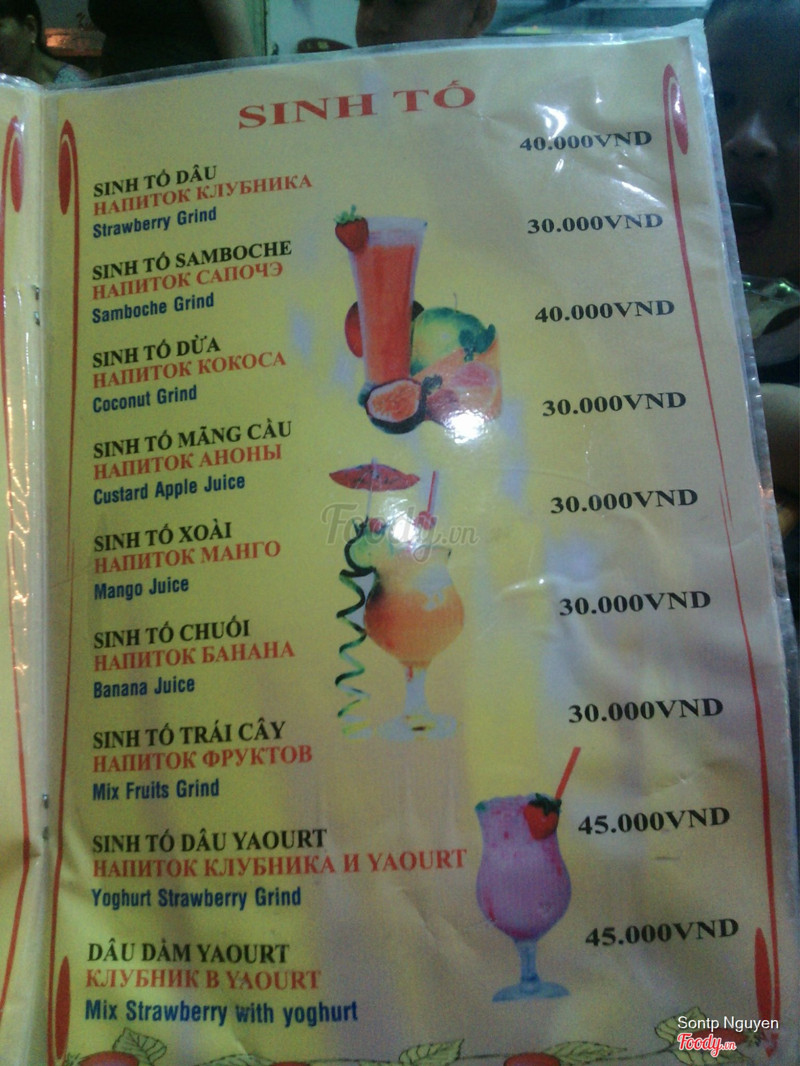 SINH TỐ
40.000VND
SINH TỐ DÂU
НАПИТОК КЛУБНИКА
Strawberry Grind
30.000VND
SINH TỐ SAMBOCHE
НАПИТОК САПОЧЭ
Samboche Grind
40.000VND
SINH TỐ DỪA
НАПИТОК КОКОСА
Coconut Grind
30.000VND
SINH TỐ MÃNG CẦU
НАПИТОК АНОНЫ
Custard Apple Juice
30.000VND
SINH TỐ XOÀI
НАПИТОК МАНГО
Mango Juice
30.000VND
SINH TỐ CHUỐI
НАПИТОК БАНАНА
Banana Juice
30.000VND
SINH TỐ TRÁI CÂY
НАПИТОК ФРУКТОВ
Mix Fruits Grind
45.000VND
SINH TỐ DÂU YAOURT
НАПИТОК КЛУБНИКА И YAOURT
Yoghurt Strawberry Grind
45.000VND
DÂU DẦM YAOURT
КЛУБНИК В YAOURT
Mix Strawberry with yoghurt
Foody.vn
Sontp Nguyen
Foody.vn